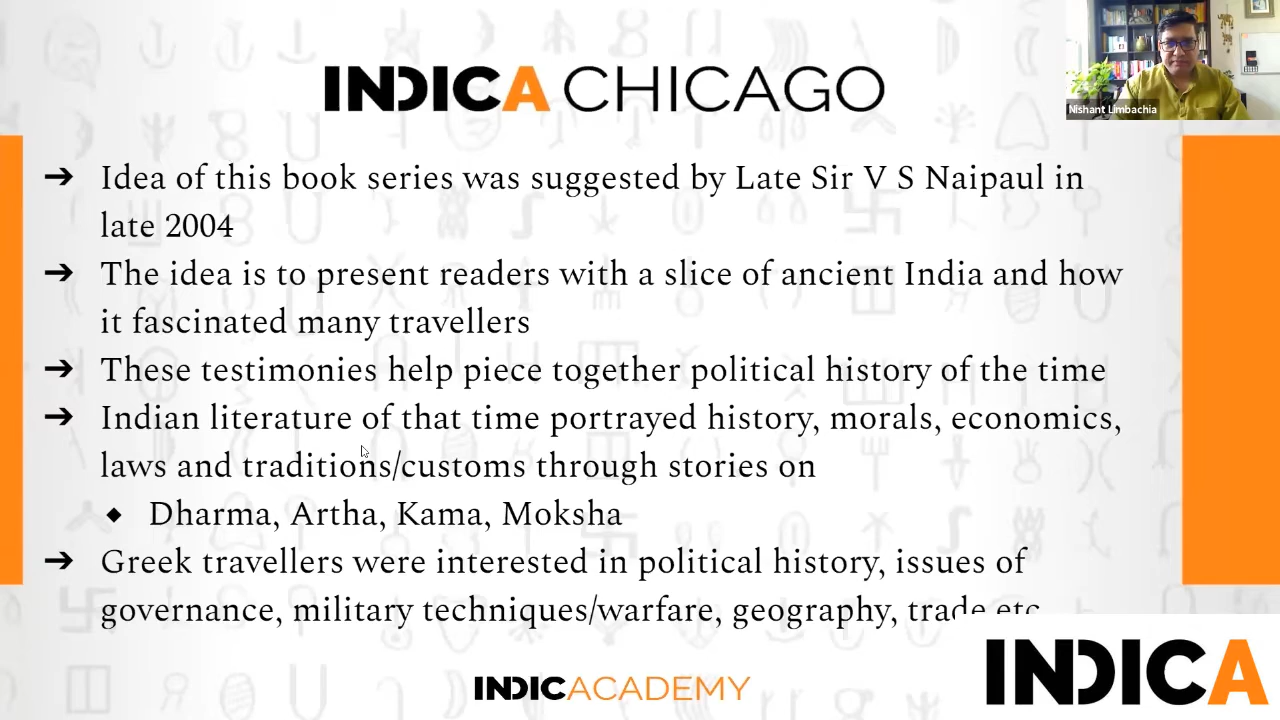 INDICA CHICAGO
Nishant Limbachia
➔ Idea of this book series was suggested by Late Sir V S Naipaul in
late 2004
➔ The idea is to present readers with a slice of ancient India and how
it fascinated many travellers
➔ These testimonies help piece together political history of the time
➔ Indian literature of that time portrayed history, morals, economics,
laws and traditions/customs through stories on
◆ Dharma, Artha, Kama, Moksha
➔ Greek travellers were interested in political history, issues of
governance, military techniques/warfare, geography, trade etc
INDICACADEMY
INDICA